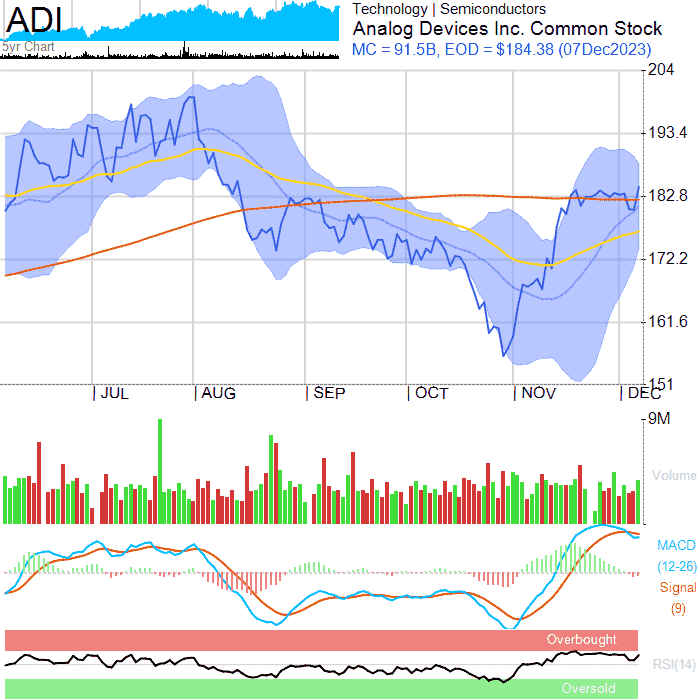 ADI
5yr Chart
Technology | Semiconductors
Analog Devices Inc. Common Stock
MC = 91.5B, EOD = $184.38 (07Dec2023)
204
193.4
182.8
172.2
161.6
151
JUL AUG SEP OCT NOV DEC
9M
Volume
MACD
(12-26)
Signal
(9)
Overbought
RSI(14)
Oversold